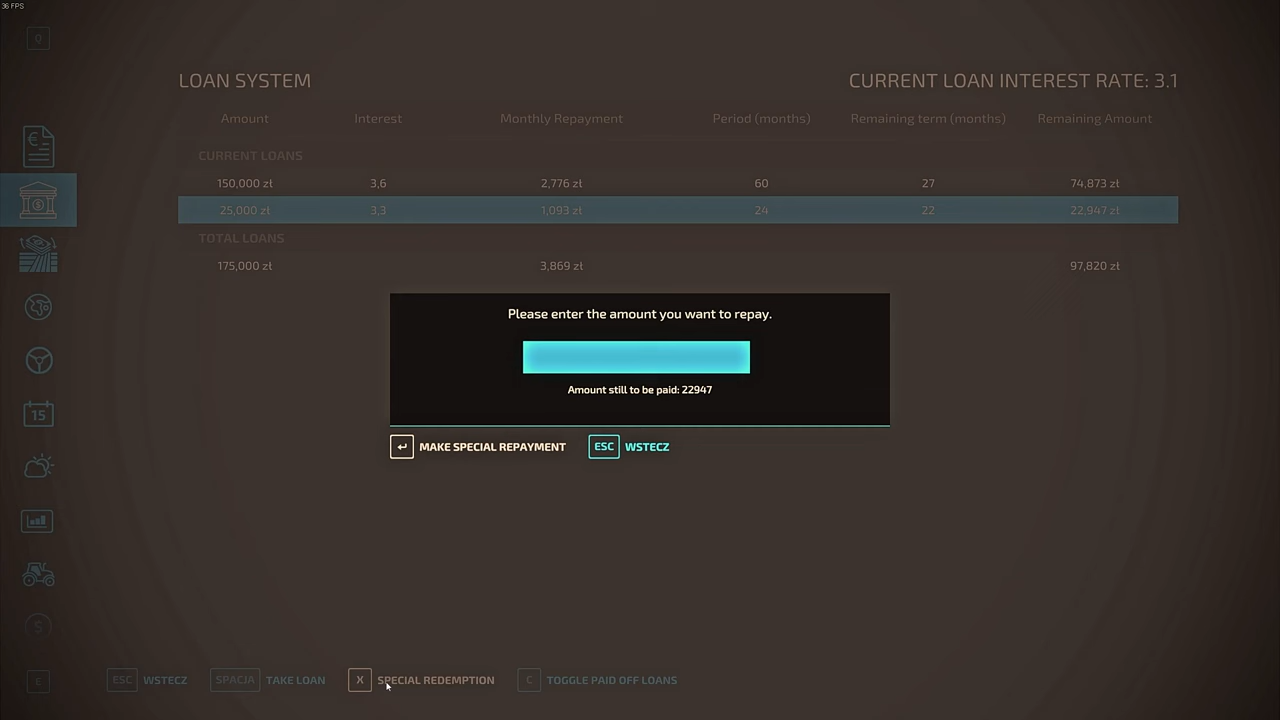 36 FPS
Q
LOAN SYSTEM
CURRENT LOAN INTEREST RATE: 3.1
Amount Interest Monthly Repayment Period (months) Remaining term (months) Remaining Amount
CURRENT LOANS
150,000 zł 3,6 2,776 zł 60 27 74,873 zł
25,000 zł 3,3 1,093 zł 24 22 22,947 zł
TOTAL LOANS
175,000 zł 3,869 zł 97,820 zł
Please enter the amount you want to repay.
Amount still to be paid: 22947
MAKE SPECIAL REPAYMENT ESC WSTECZ
15
S
E
ESC WSTECZ SPACJA TAKE LOAN X SPECIAL REDEMPTION C TOGGLE PAID OFF LOANS